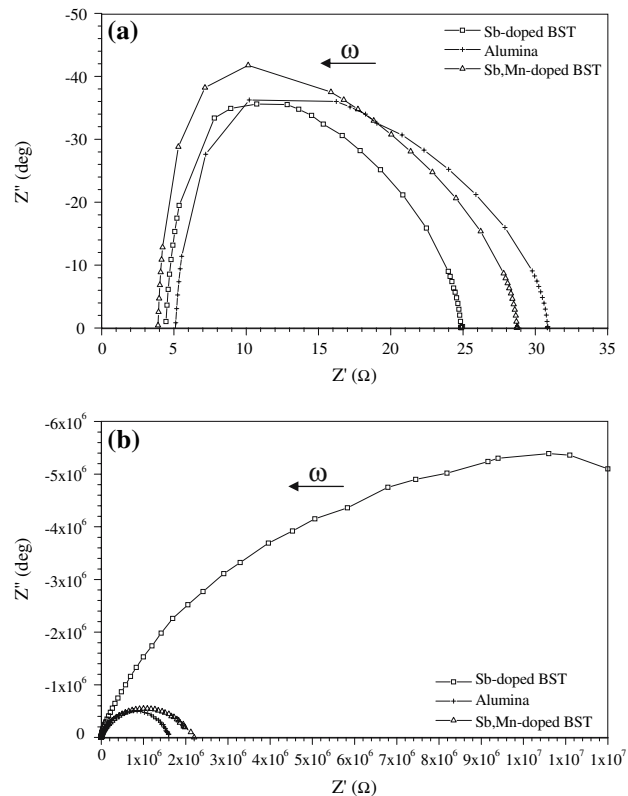 (a)
ω
Sb-doped BST
Alumina
Sb,Mn-doped BST
-50
-40
-30
-20
-10
0
Z'' (deg)
0 5 10 15 20 25 30 35
Z' (Ω)
(b)
ω
-6x10⁶
-5x10⁶
-4x10⁶
-3x10⁶
-2x10⁶
-1x10⁶
0
Z'' (deg)
Sb-doped BST
Alumina
Sb,Mn-doped BST
0 1x10⁶ 2x10⁶ 4x10⁶ 5x10⁶ 6x10⁶ 7x10⁶ 8x10⁶ 9x10⁶ 1x10⁷ 1x10⁷
Z' (Ω)